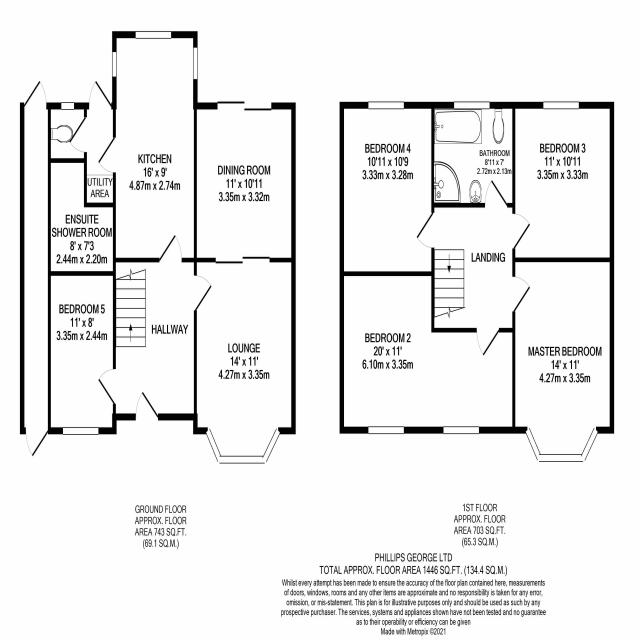 KITCHEN
16' x 9'
4.87m x 2.74m
DINING ROOM
11' x 10'11
3.35m x 3.32m
UTILITY
AREA
ENSUITE
SHOWER ROOM
8' x 7'3
2.44m x 2.20m
BEDROOM 5
11' x 8'
3.35m x 2.44m
HALLWAY
LOUNGE
14' x 11'
4.27m x 3.35m
BEDROOM 4
10'11 x 10'9
3.33m x 3.28m
BATHROOM
8'11 x 7'
2.72m x 2.13m
BEDROOM 3
11' x 10'11
3.35m x 3.33m
LANDING
BEDROOM 2
20' x 11'
6.10m x 3.35m
MASTER BEDROOM
14' x 11'
4.27m x 3.35m
GROUND FLOOR
APPROX. FLOOR
AREA 743 SQ.FT.
(69.1 SQ.M.)
1ST FLOOR
APPROX. FLOOR
AREA 703 SQ.FT.
(65.3 SQ.M.)
PHILLIPS GEORGE LTD
TOTAL APPROX. FLOOR AREA 1446 SQ.FT. (134.4 SQ.M.)
Whilst every attempt has been made to ensure the accuracy of the floor plan contained here, measurements
of doors, windows, rooms and any other items are approximate and no responsibility is taken for any error,
omission, or mis-statement. This plan is for illustrative purposes only and should be used as such by any
prospective purchaser. The services, systems and appliances shown have not been tested and no guarantee
as to their operability or efficiency can be given
Made with Metropix ©2021